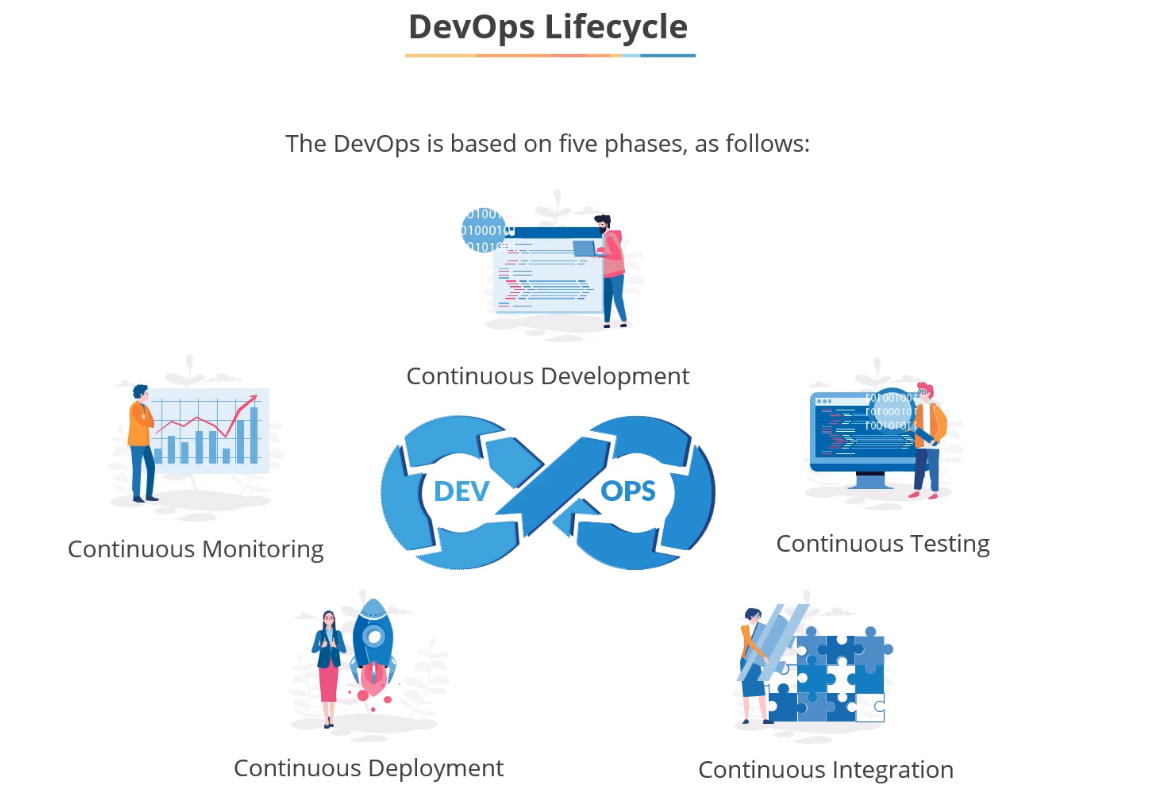 DevOps Lifecycle
The DevOps is based on five phases, as follows:
Continuous Development
DEV
OPS
Continuous Monitoring
Continuous Testing
Continuous Deployment
Continuous Integration